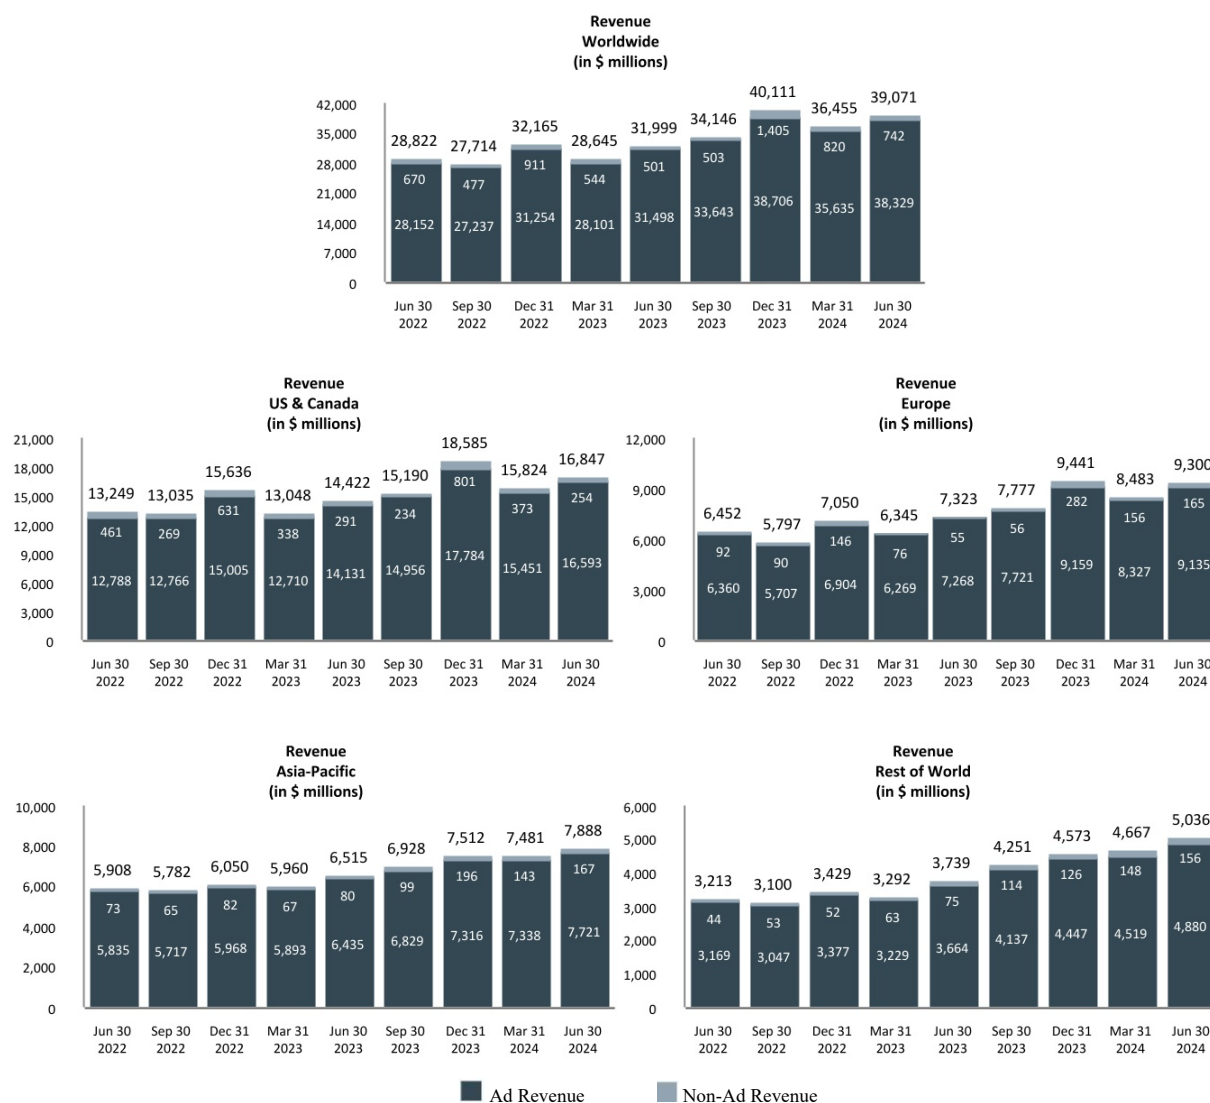 Revenue
Worldwide
(in $ millions)
42,000
35,000
28,000
21,000
14,000
7,000
0
28,822 27,714 32,165 28,645 31,999 34,146 40,111 36,455 39,071
670 477 911 544 501 503 1,405 820 742
28,152 27,237 31,254 28,101 31,498 33,643 38,706 35,635 38,329
Jun 30 Sep 30 Dec 31 Mar 31 Jun 30 Sep 30 Dec 31 Mar 31 Jun 30
2022 2022 2022 2023 2023 2023 2023 2024 2024
Revenue
US & Canada
(in $ millions)
21,000
18,000
15,000
12,000
9,000
6,000
3,000
0
13,249 13,035 15,636 13,048 14,422 15,190 18,585 15,824 16,847
461 269 631 338 291 234 801 373 254
12,788 12,766 15,005 12,710 14,131 14,956 17,784 15,451 16,593
Jun 30 Sep 30 Dec 31 Mar 31 Jun 30 Sep 30 Dec 31 Mar 31 Jun 30
2022 2022 2022 2023 2023 2023 2023 2024 2024
Revenue
Europe
(in $ millions)
12,000
9,000
6,000
3,000
0
6,452 5,797 7,050 6,345 7,323 7,777 9,441 8,483 9,300
92 90 146 76 55 56 282 156 165
6,360 5,707 6,904 6,269 7,268 7,721 9,159 8,327 9,135
Jun 30 Sep 30 Dec 31 Mar 31 Jun 30 Sep 30 Dec 31 Mar 31 Jun 30
2022 2022 2022 2023 2023 2023 2023 2024 2024
Revenue
Asia-Pacific
(in $ millions)
10,000
8,000
6,000
4,000
2,000
0
5,908 5,782 6,050 5,960 6,515 6,928 7,512 7,481 7,888
73 65 82 67 80 99 196 143 167
5,835 5,717 5,968 5,893 6,435 6,829 7,316 7,338 7,721
Jun 30 Sep 30 Dec 31 Mar 31 Jun 30 Sep 30 Dec 31 Mar 31 Jun 30
2022 2022 2022 2023 2023 2023 2023 2024 2024
Revenue
Rest of World
(in $ millions)
6,000
5,000
4,000
3,000
2,000
1,000
0
3,213 3,100 3,429 3,292 3,739 4,251 4,573 4,667 5,036
44 53 52 63 75 114 126 148 156
3,169 3,047 3,377 3,229 3,664 4,137 4,447 4,519 4,880
Jun 30 Sep 30 Dec 31 Mar 31 Jun 30 Sep 30 Dec 31 Mar 31 Jun 30
2022 2022 2022 2023 2023 2023 2023 2024 2024
Ad Revenue Non-Ad Revenue